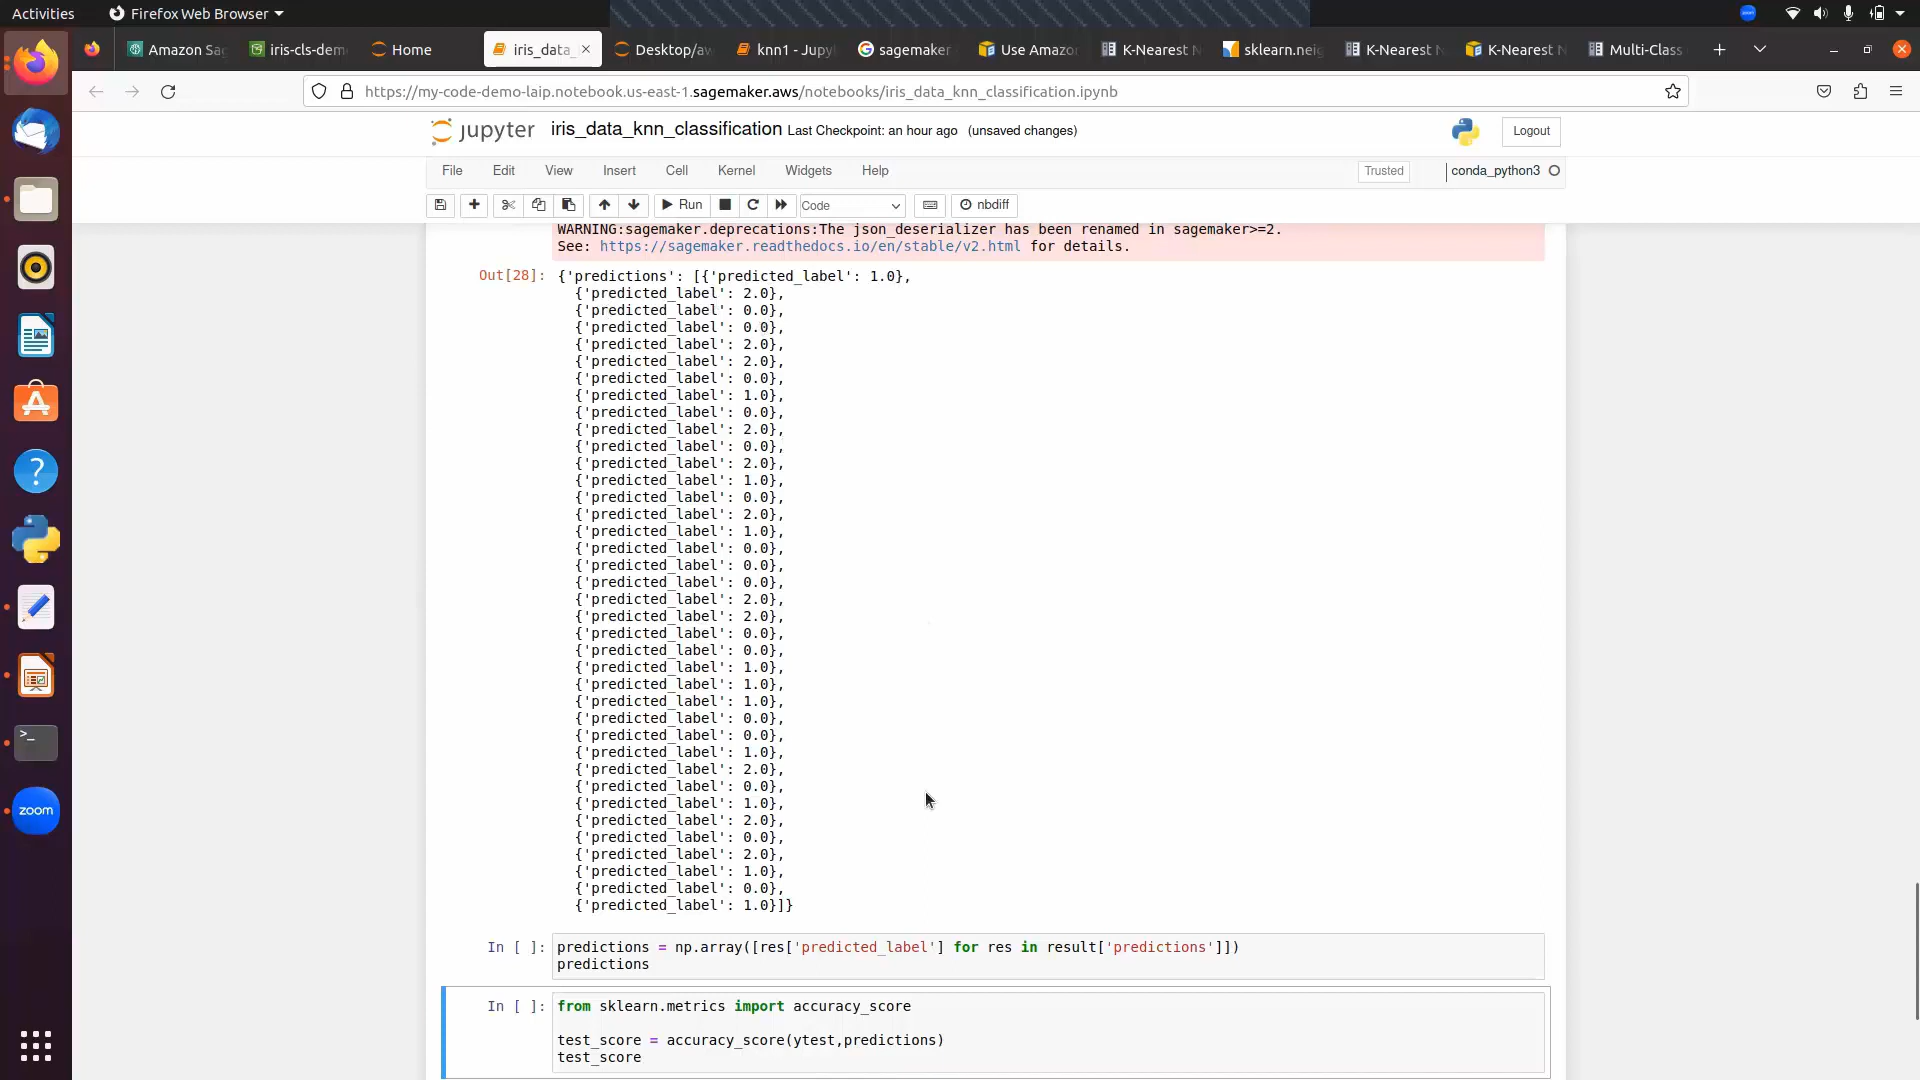 Activities
Firefox Web Browser
Amazon Sa
iris-cls-dem
Home
iris_data_
Desktop/a
knn1 - Jupy
sagemaker
Use Amazo
K-Nearest N
sklearn.neig
K-Nearest N
K-Nearest N
Multi-Class
https://my-code-demo-laip.notebook.us-east-1.sagemaker.aws/notebooks/iris_data_knn_classification.ipynb
jupyter iris_data_knn_classification Last Checkpoint: an hour ago (unsaved changes)
Logout
File Edit View Insert Cell Kernel Widgets Help
Trusted
conda_python3
Run
Code
nbdiff
WARNING:sagemaker.deprecations:The json_deserializer has been renamed in sagemaker>=2.
See: https://sagemaker.readthedocs.io/en/stable/v2.html for details.
Out[28]: {'predictions': [{'predicted_label': 1.0},
{'predicted_label': 2.0},
{'predicted_label': 0.0},
{'predicted_label': 0.0},
{'predicted_label': 2.0},
{'predicted_label': 2.0},
{'predicted_label': 0.0},
{'predicted_label': 1.0},
{'predicted_label': 0.0},
{'predicted_label': 2.0},
{'predicted_label': 0.0},
{'predicted_label': 2.0},
{'predicted_label': 1.0},
{'predicted_label': 0.0},
{'predicted_label': 2.0},
{'predicted_label': 1.0},
{'predicted_label': 0.0},
{'predicted_label': 0.0},
{'predicted_label': 0.0},
{'predicted_label': 2.0},
{'predicted_label': 2.0},
{'predicted_label': 0.0},
{'predicted_label': 0.0},
{'predicted_label': 1.0},
{'predicted_label': 1.0},
{'predicted_label': 1.0},
{'predicted_label': 0.0},
{'predicted_label': 0.0},
{'predicted_label': 1.0},
{'predicted_label': 2.0},
{'predicted_label': 0.0},
{'predicted_label': 1.0},
{'predicted_label': 2.0},
{'predicted_label': 0.0},
{'predicted_label': 2.0},
{'predicted_label': 1.0},
{'predicted_label': 0.0},
{'predicted_label': 1.0}]}
In [ ]: predictions = np.array([res['predicted_label'] for res in result['predictions']])
predictions
In [ ]: from sklearn.metrics import accuracy_score
test_score = accuracy_score(ytest,predictions)
test_score
zoom